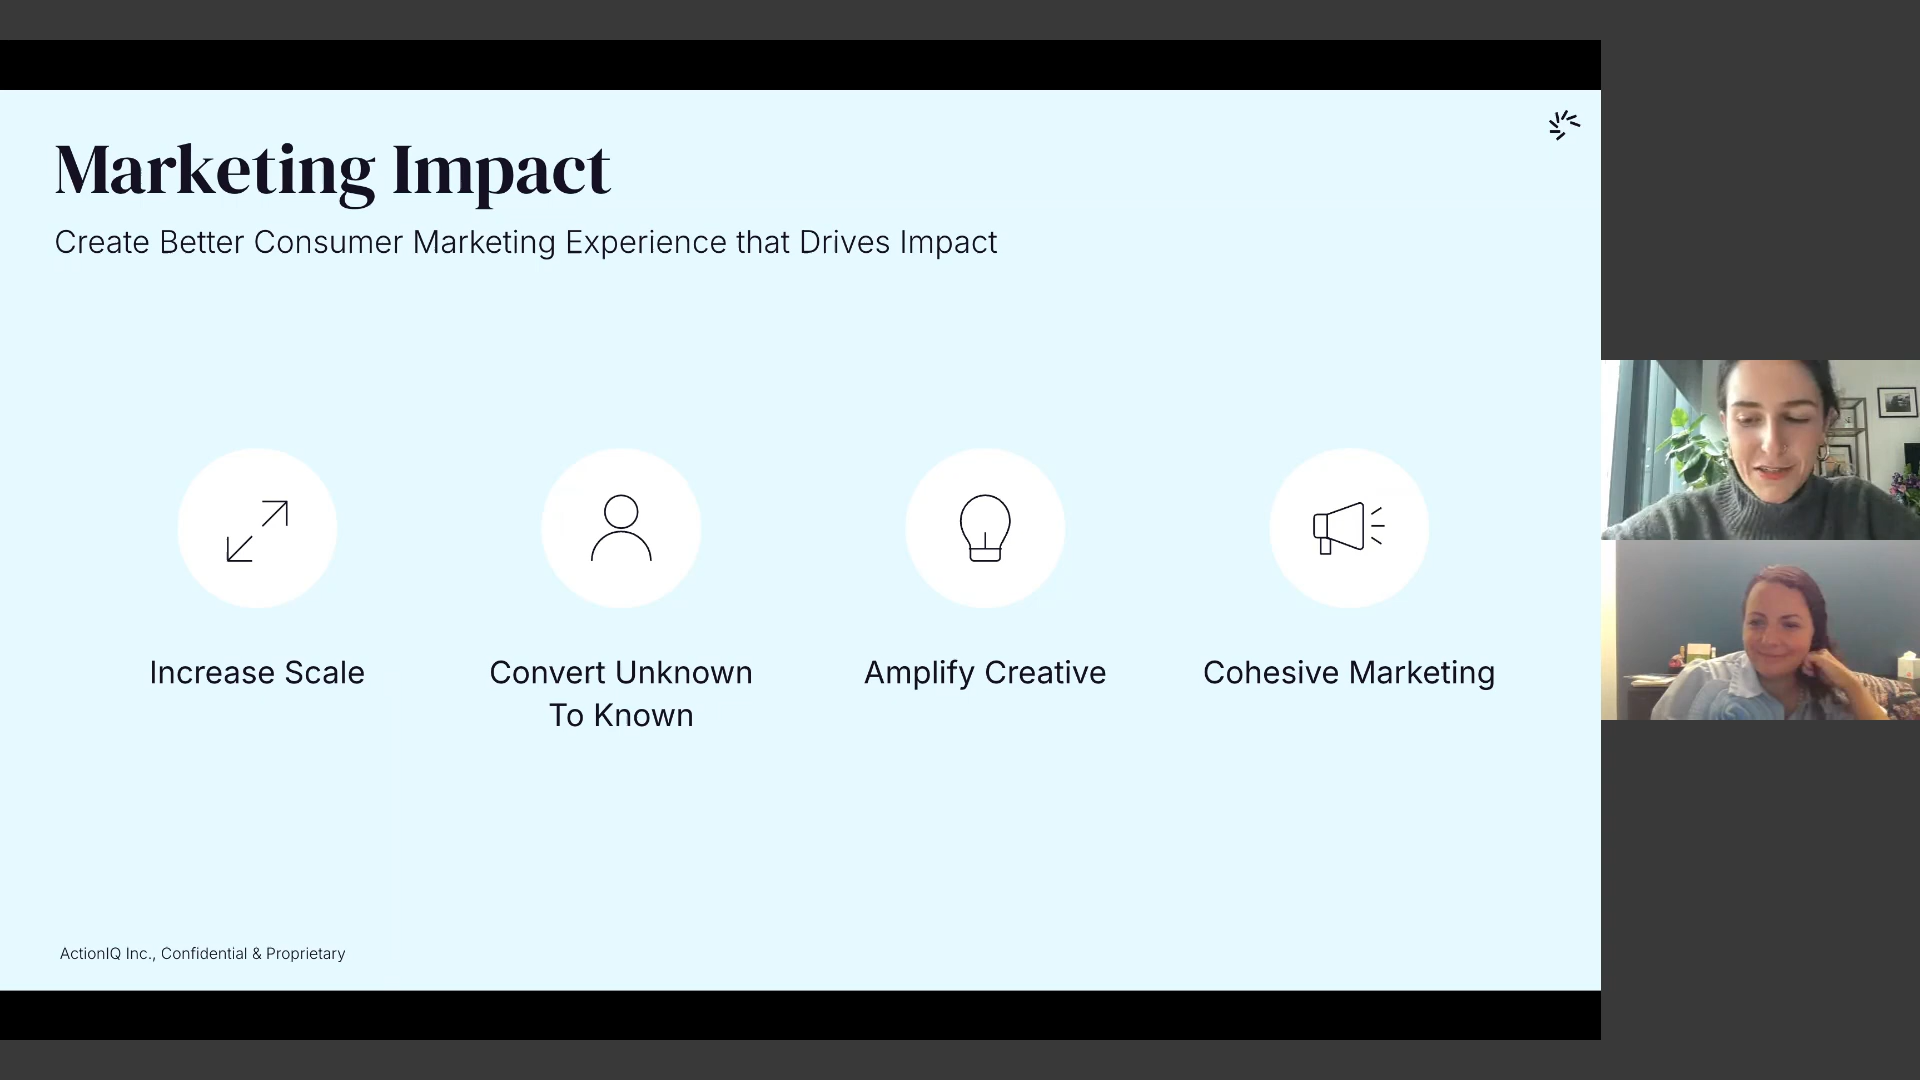 Marketing Impact
Create Better Consumer Marketing Experience that Drives Impact
Increase Scale
Convert Unknown
To Known
Amplify Creative
Cohesive Marketing
ActionIQ Inc., Confidential & Proprietary